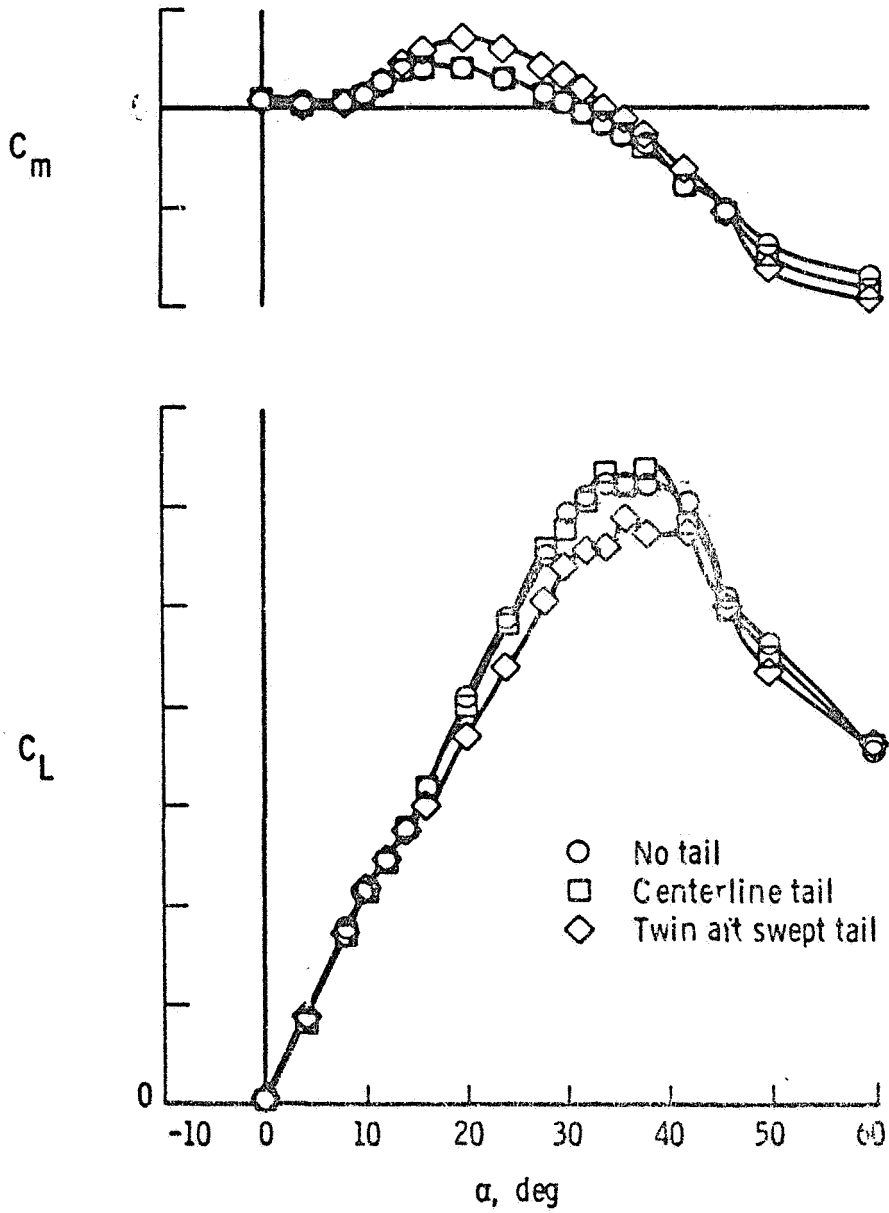 C_m
C_L
0
No tail
Centerline tail
Twin aft swept tail
-10 0 10 20 30 40 50 60
α, deg